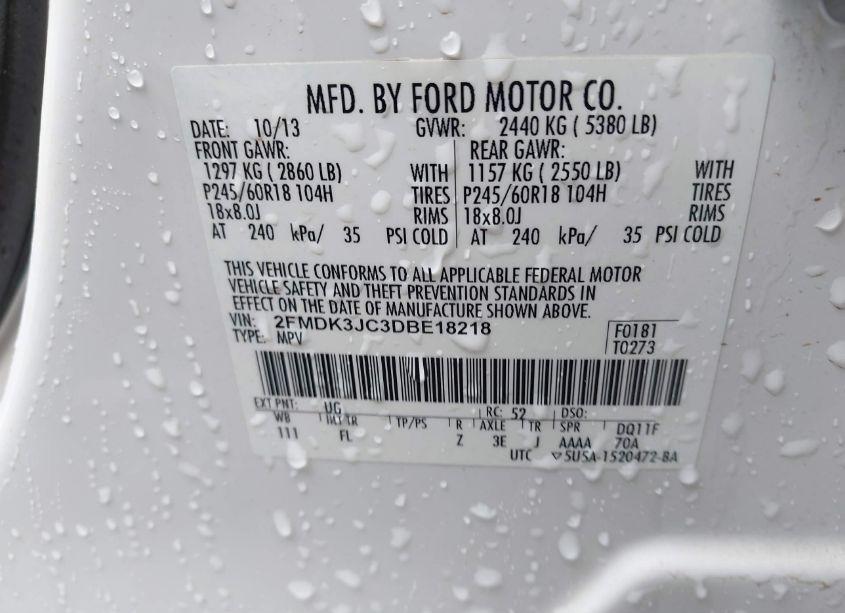 MFD. BY FORD MOTOR CO.
DATE: 10/13 GVWR: 2440 KG ( 5380 LB)
FRONT GAWR: REAR GAWR:
1297 KG ( 2860 LB) WITH 1157 KG ( 2550 LB) WITH
P245/60R18 104H TIRES P245/60R18 104H TIRES
18x8.0J RIMS 18x8.0J RIMS
AT 240 kPa/ 35 PSI COLD AT 240 kPa/ 35 PSI COLD
THIS VEHICLE CONFORMS TO ALL APPLICABLE FEDERAL MOTOR
VEHICLE SAFETY AND THEFT PREVENTION STANDARDS IN
EFFECT ON THE DATE OF MANUFACTURE SHOWN ABOVE.
VIN: 2FMDK3JC3DBE18218 F0181
TYPE: MPV T0273
EXT PNT: UG RC: 52 DSO:
WB INT TR TP/PS R AXLE TR SPR DQ11F
111 FL Z 3E J AAAA 70A
UTC 5U5A-1520472-BA